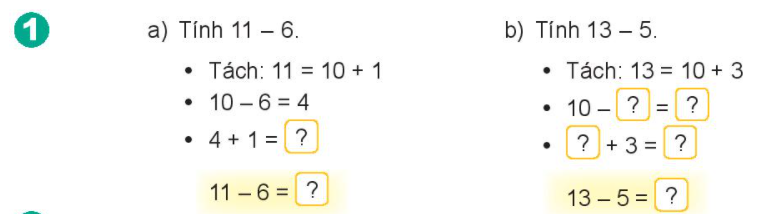 1
a) Tính 11 – 6.
• Tách: 11 = 10 + 1
• 10 – 6 = 4
• 4 + 1 = ?
11 – 6 = ?
b) Tính 13 – 5.
• Tách: 13 = 10 + 3
• 10 – ? = ?
• ? + 3 = ?
13 – 5 = ?